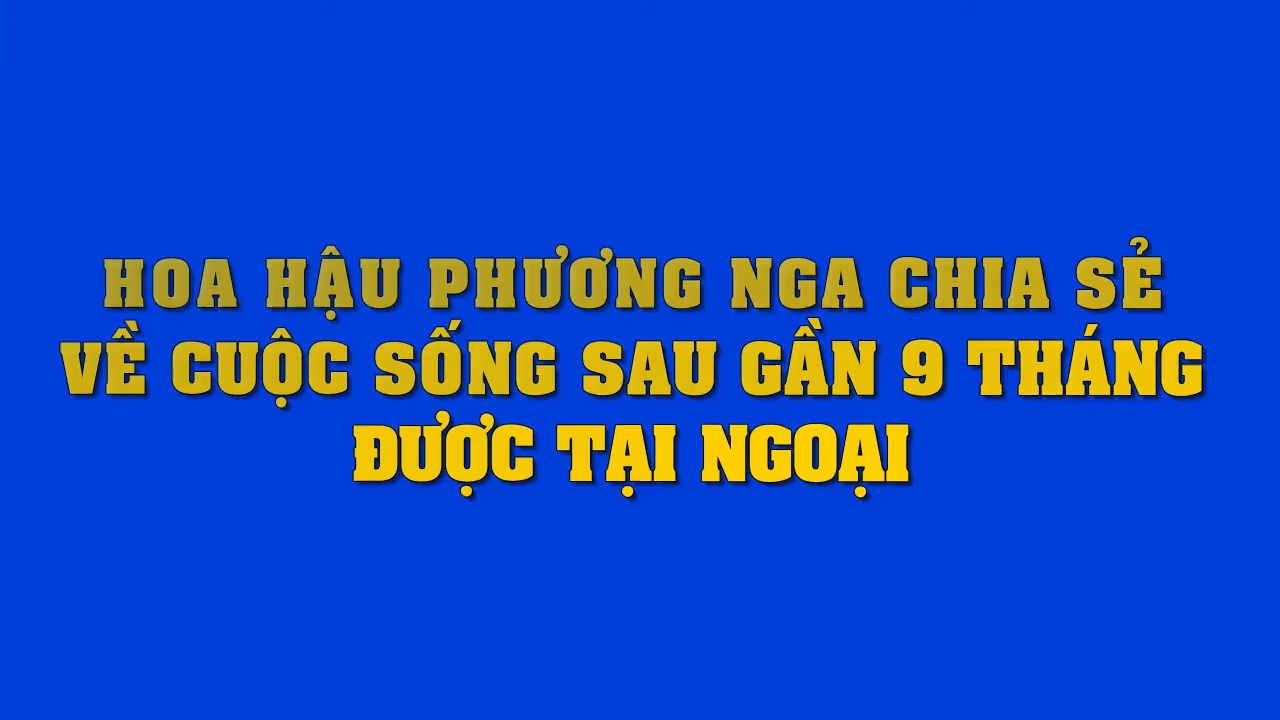 HOA HẬU PHƯƠNG NGA CHIA SẺ
VỀ CUỘC SỐNG SAU GẦN 9 THÁNG
ĐƯỢC TẠI NGOẠI